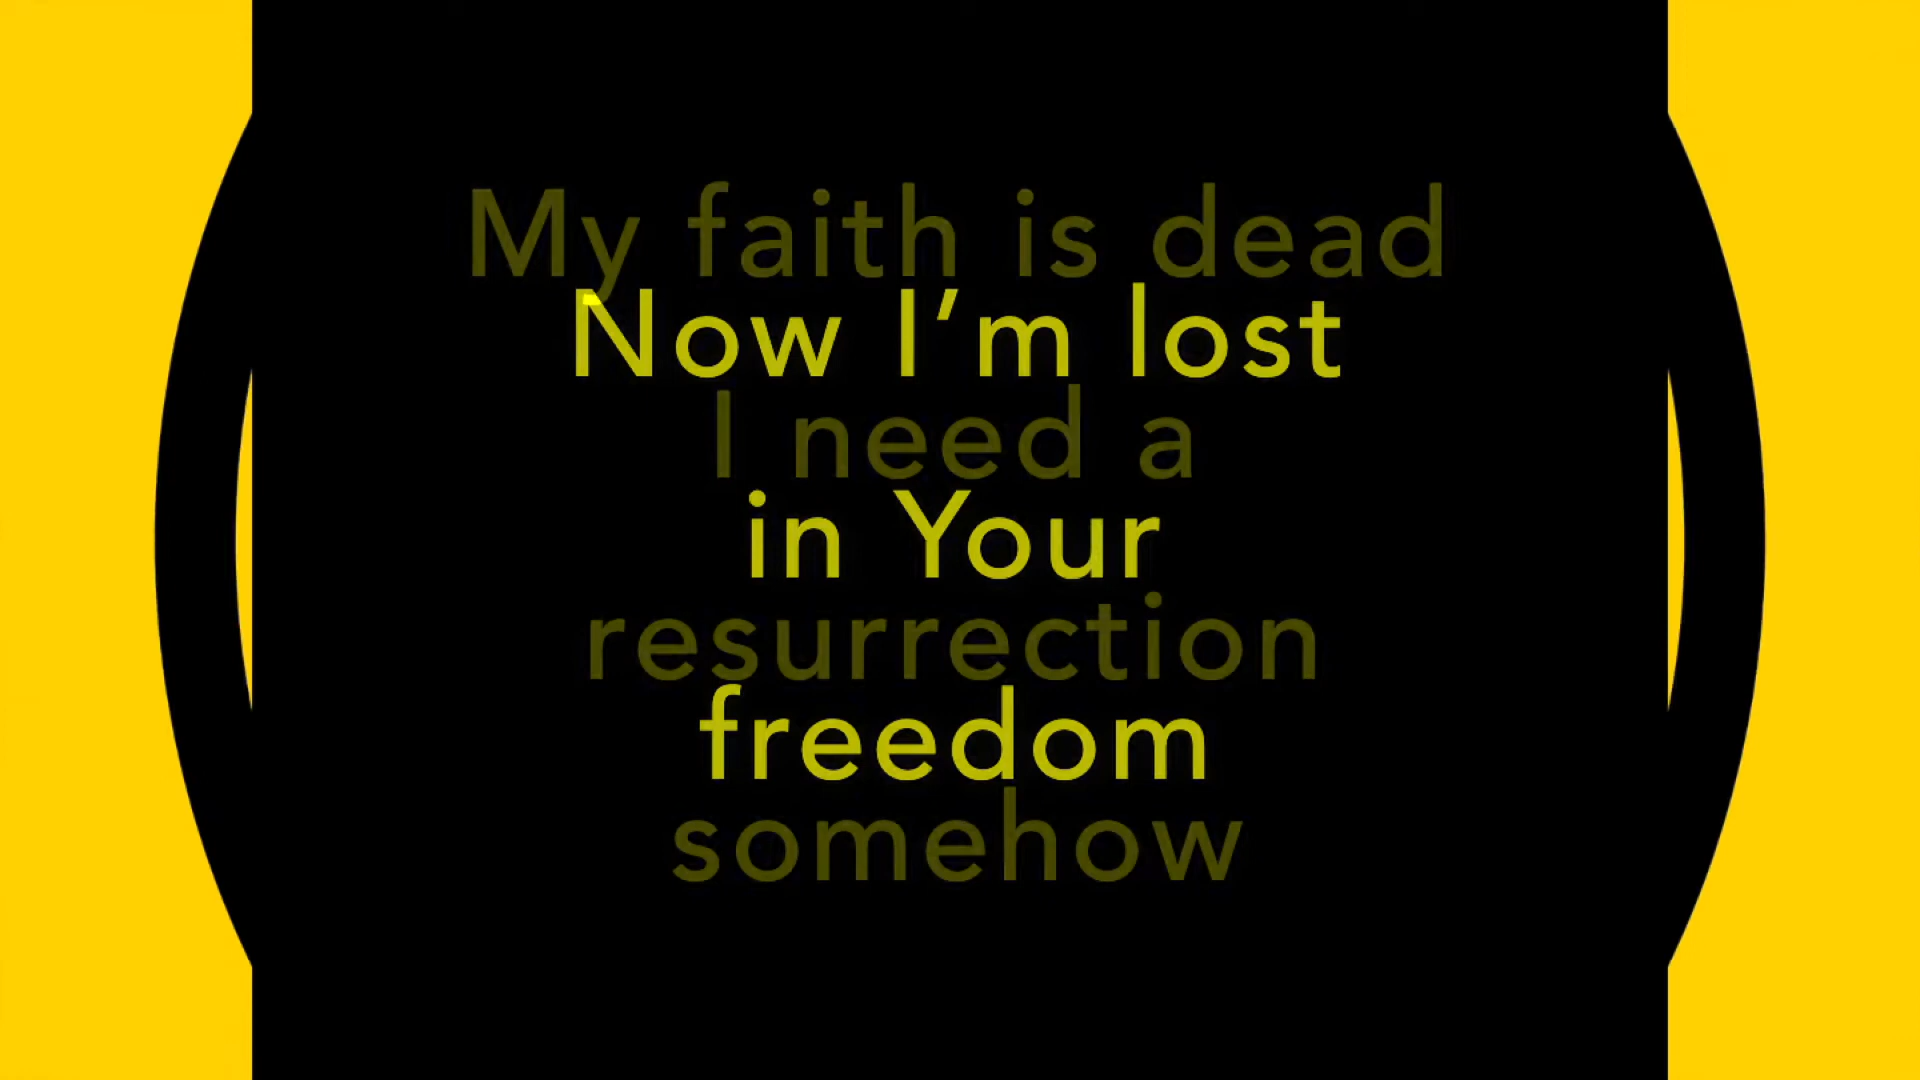 My faith is dead
Now I’m lost
I need a
in Your
resurrection
freedom
somehow